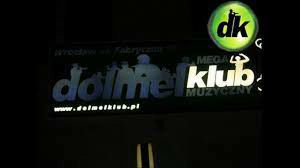 dk
Wrocław ul. Fabryczna
MEGA
dolmel klub
MUZYCZNY
www.dolmelklub.pl